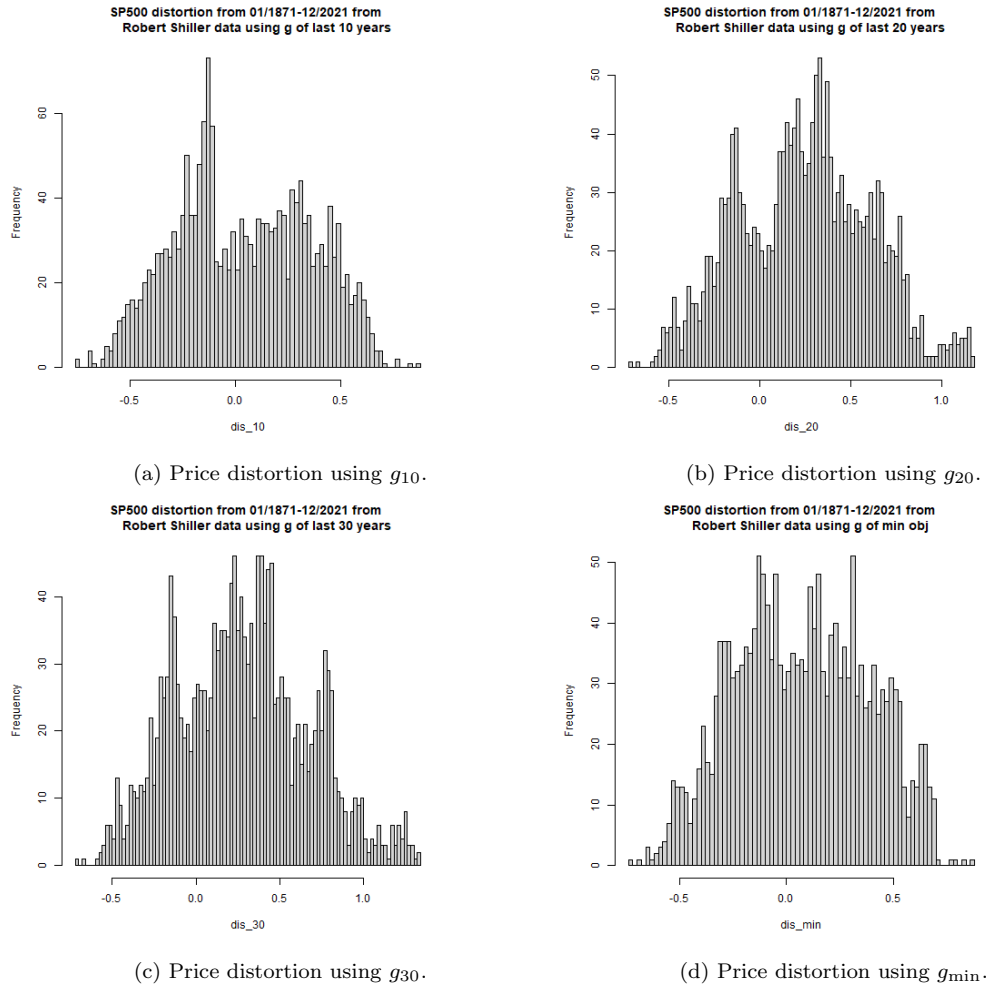 SP500 distortion from 01/1871-12/2021 from
Robert Shiller data using g of last 10 years
Frequency
60
40
20
0
-0.5 0.0 0.5
dis_10
(a) Price distortion using g10.
SP500 distortion from 01/1871-12/2021 from
Robert Shiller data using g of last 20 years
Frequency
50
40
30
20
10
0
-0.5 0.0 0.5 1.0
dis_20
(b) Price distortion using g20.
SP500 distortion from 01/1871-12/2021 from
Robert Shiller data using g of last 30 years
Frequency
40
30
20
10
0
-0.5 0.0 0.5 1.0
dis_30
(c) Price distortion using g30.
SP500 distortion from 01/1871-12/2021 from
Robert Shiller data using g of min obj
Frequency
50
40
30
20
10
0
-0.5 0.0 0.5
dis_min
(d) Price distortion using gmin.